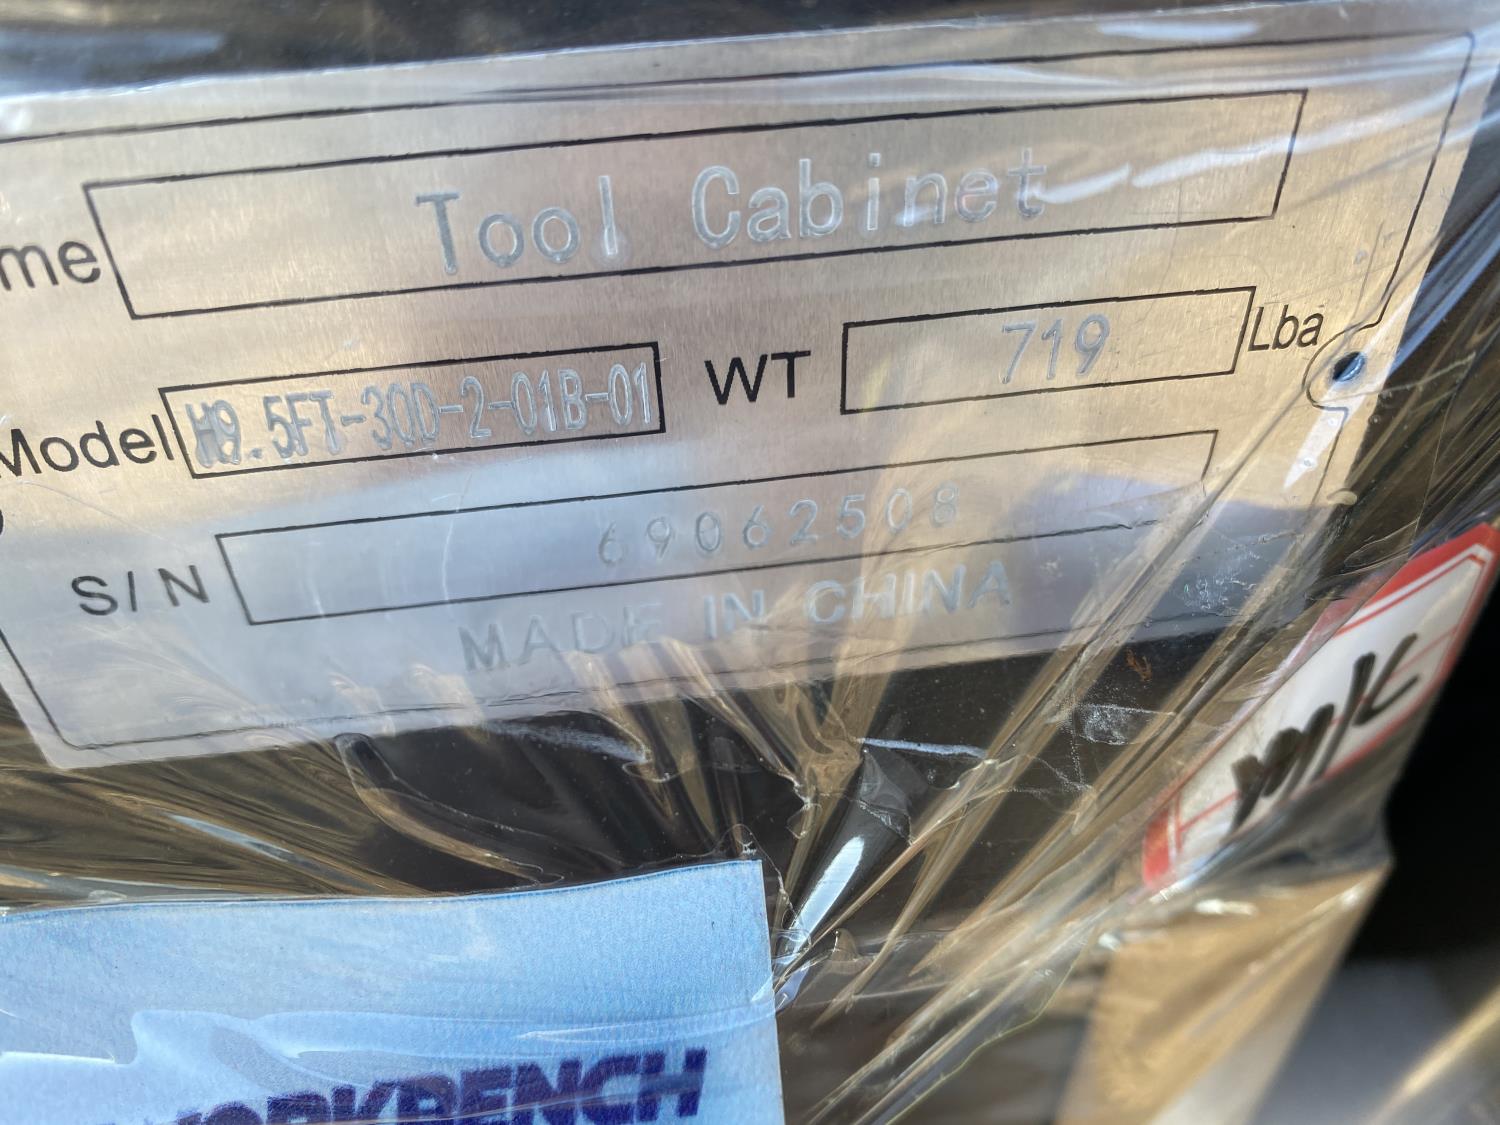 me Tool Cabinet
Model H9.5FT-30D-2-01B-01 WT 719 Lba
S/N 69062508
MADE IN CHINA
M/C
WORKBENCH